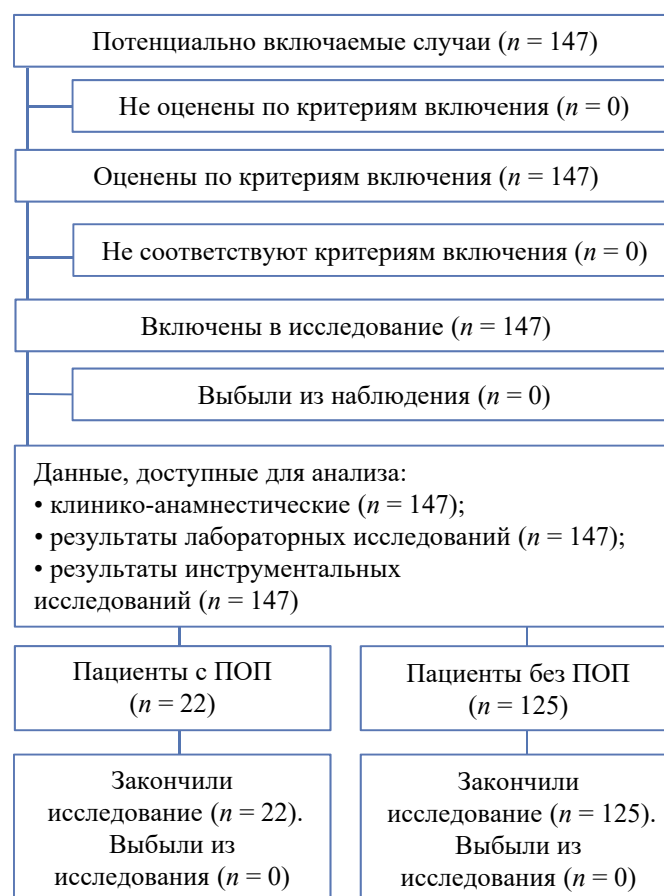 Потенциально включаемые случаи (n = 147)
Не оценены по критериям включения (n = 0)
Оценены по критериям включения (n = 147)
Не соответствуют критериям включения (n = 0)
Включены в исследование (n = 147)
Выбыли из наблюдения (n = 0)
Данные, доступные для анализа:
• клинико-анамнестические (n = 147);
• результаты лабораторных исследований (n = 147);
• результаты инструментальных
исследований (n = 147)
Пациенты с ПОП
(n = 22)
Пациенты без ПОП
(n = 125)
Закончили
исследование (n = 22).
Выбыли из
исследования (n = 0)
Закончили
исследование (n = 125).
Выбыли из
исследования (n = 0)